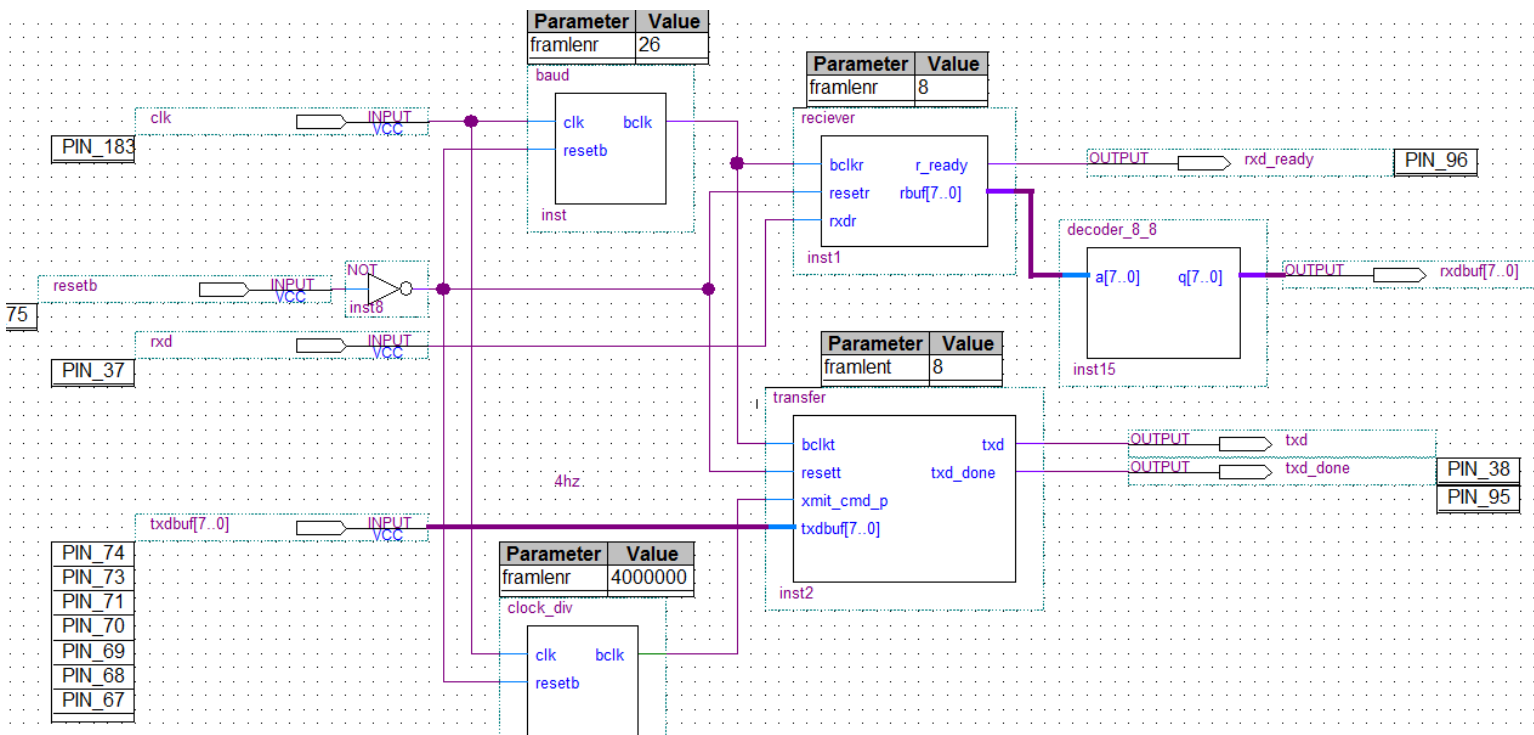 Parameter Value
framlenr 26
baud
clk bclk
resetb
inst
Parameter Value
framlenr 8
reciever
bclkr r_ready
resetr rbuf[7..0]
rxdr
inst1
clk INPUT
VCC
PIN_183
OUTPUT rxd_ready PIN_96
decoder_8_8
a[7..0] q[7..0]
inst15
OUTPUT rxdbuf[7..0]
resetb INPUT
VCC
NOT
inst8
75
rxd INPUT
VCC
PIN_37
Parameter Value
framlent 8
transfer
bclkt txd
resett txd_done
xmit_cmd_p
txdbuf[7..0]
inst2
4hz
OUTPUT txd
OUTPUT txd_done
PIN_38
PIN_95
txdbuf[7..0] INPUT
VCC
PIN_74
PIN_73
PIN_71
PIN_70
PIN_69
PIN_68
PIN_67
Parameter Value
framlenr 4000000
clock_div
clk bclk
resetb